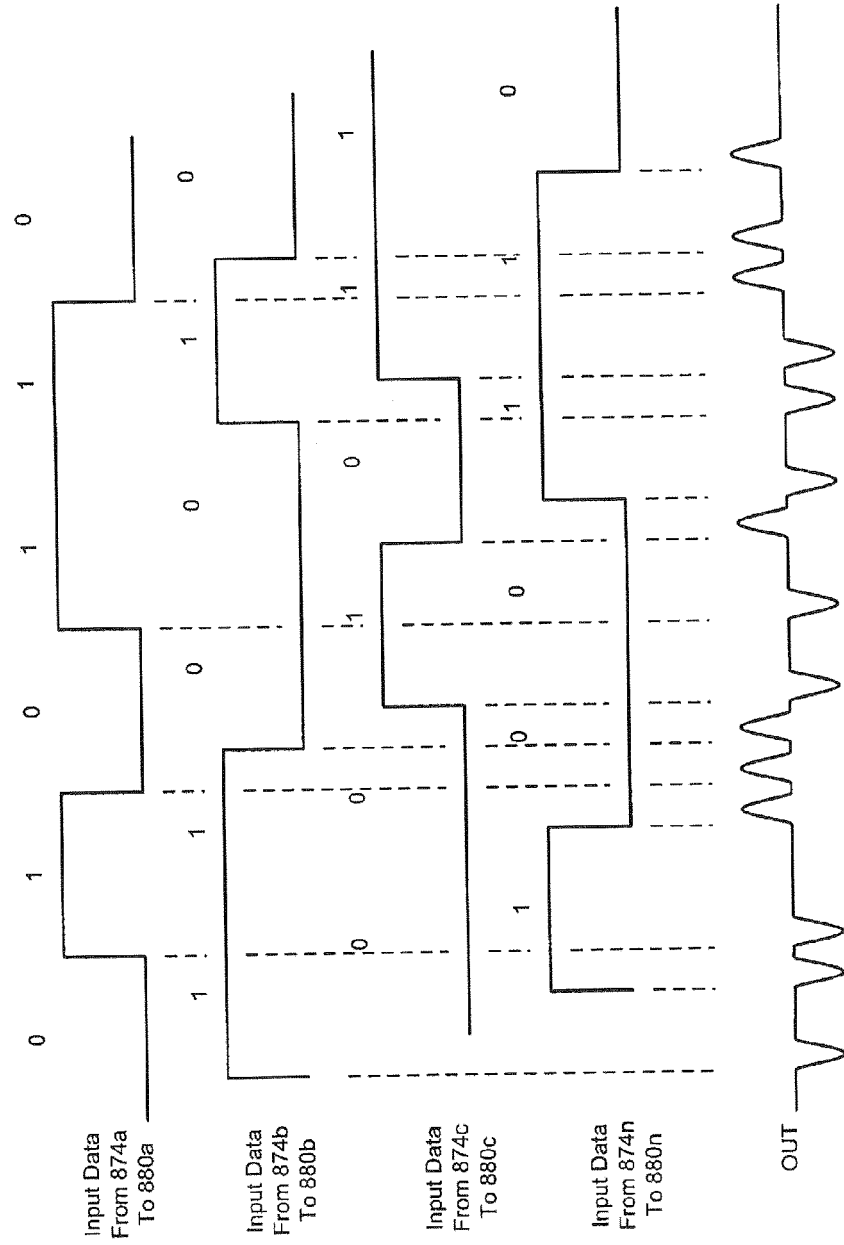 0 1 0 1 1 0
Input Data
From 874a
To 880a
1 1 0 0 1 0
Input Data
From 874b
To 880b
0 0 1 0 1 1
Input Data
From 874c
To 880c
1 0 0 1 1 0
Input Data
From 874n
To 880n
OUT